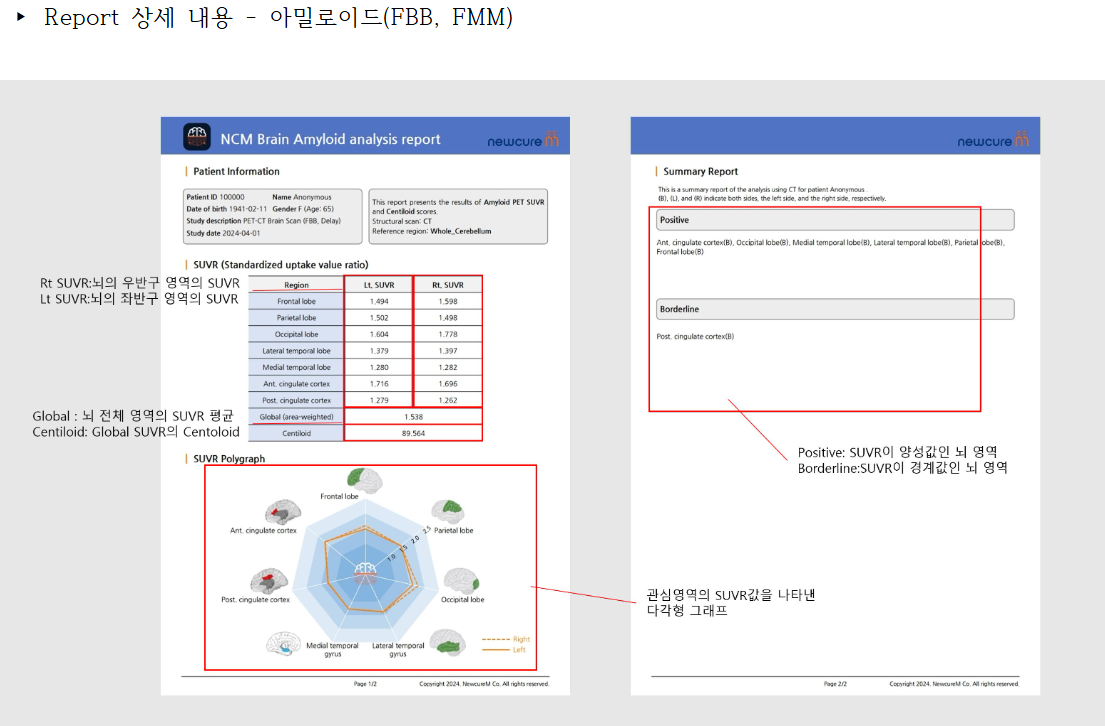 ▸ Report 상세 내용 - 아밀로이드(FBB, FMM)
NCM Brain Amyloid analysis report
newcure
Patient Information
Patient ID 100000 Name Anonymous
Date of birth 1941-02-11 Gender F (Age: 65)
Study description PET-CT Brain Scan (FBB, Delay)
Study date 2024-04-01
This report presents the results of Amyloid PET SUVR
and Centiloid scores.
Structural scan: CT
Reference region: Whole_Cerebellum
SUVR (Standardized uptake value ratio)
Rt SUVR:뇌의 우반구 영역의 SUVR
Lt SUVR:뇌의 좌반구 영역의 SUVR
Region Lt. SUVR Rt. SUVR
Frontal lobe 1.494 1.598
Parietal lobe 1.502 1.498
Occipital lobe 1.604 1.778
Lateral temporal lobe 1.379 1.397
Medial temporal lobe 1.280 1.282
Ant. cingulate cortex 1.716 1.696
Post. cingulate cortex 1.279 1.262
Global (area-weighted) 1.538
Centiloid 89.564
Global : 뇌 전체 영역의 SUVR 평균
Centiloid: Global SUVR의 Centoloid
SUVR Polygraph
Frontal lobe
Ant. cingulate cortex
Parietal lobe
1.0 1.5 2.0 2.5
Post. cingulate cortex
Occipital lobe
Medial temporal
gyrus
Lateral temporal
gyrus
Right
Left
관심영역의 SUVR값을 나타낸
다각형 그래프
Page 1/2 Copyright 2024. NewcureM Co. All rights reserved.
newcure
Summary Report
This is a summary report of the analysis using CT for patient Anonymous .
(B), (L), and (R) indicate both sides, the left side, and the right side, respectively.
Positive
Ant. cingulate cortex(B), Occipital lobe(B), Medial temporal lobe(B), Lateral temporal lobe(B), Parietal lobe(B),
Frontal lobe(B)
Borderline
Post. cingulate cortex(B)
Positive: SUVR이 양성값인 뇌 영역
Borderline:SUVR이 경계값인 뇌 영역
Page 2/2 Copyright 2024. NewcureM Co. All rights reserved.